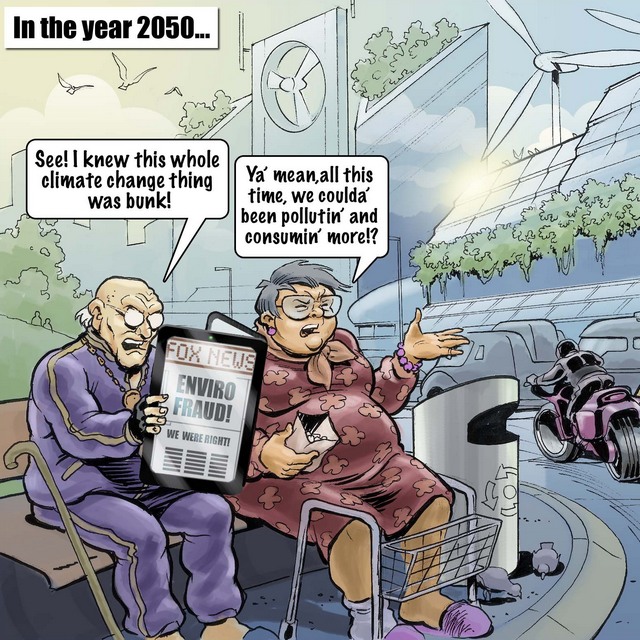 In the year 2050...
See! I knew this whole
climate change thing
was bunk!
Ya' mean,all this
time, we coulda'
been pollutin' and
consumin' more!?
FOX NEWS
ENVIRO
FRAUD!
WE WERE RIGHT!